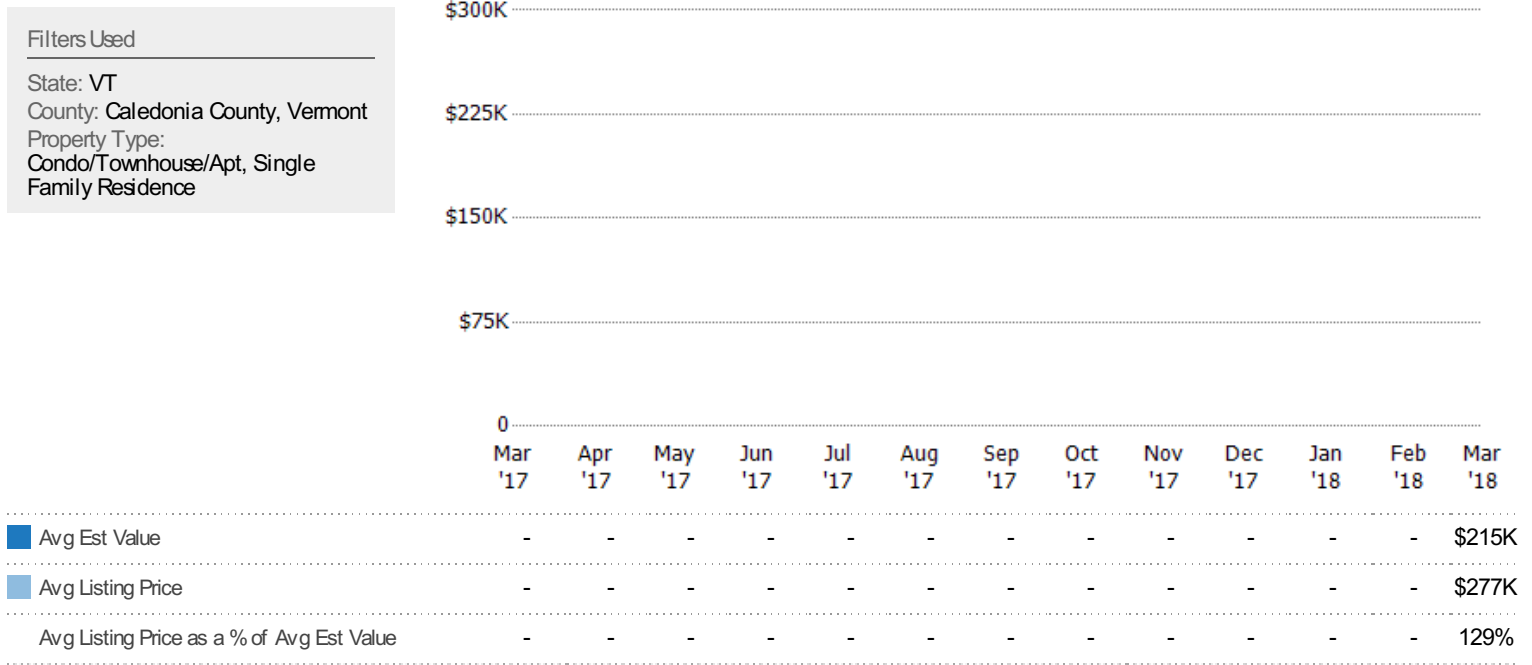 Filters Used
State: VT
County: Caledonia County, Vermont
Property Type:
Condo/Townhouse/Apt, Single
Family Residence
$300K
$225K
$150K
$75K
0
Mar Apr May Jun Jul Aug Sep Oct Nov Dec Jan Feb Mar
'17 '17 '17 '17 '17 '17 '17 '17 '17 '17 '18 '18 '18
Avg Est Value - - - - - - - - - - - - $215K
Avg Listing Price - - - - - - - - - - - - $277K
Avg Listing Price as a % of Avg Est Value - - - - - - - - - - - - 129%